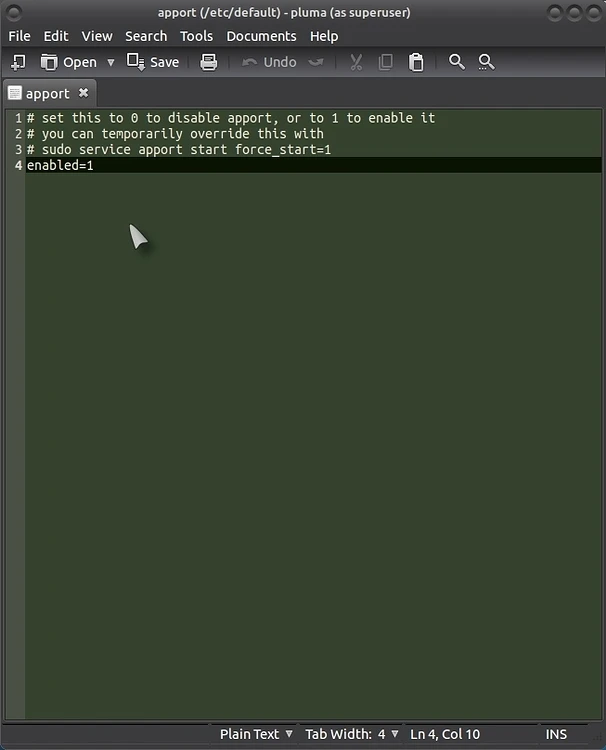 apport (/etc/default) - pluma (as superuser)
File Edit View Search Tools Documents Help
Open Save Undo
apport
1 # set this to 0 to disable apport, or to 1 to enable it
2 # you can temporarily override this with
3 # sudo service apport start force_start=1
4 enabled=1
Plain Text Tab Width: 4 Ln 4, Col 10 INS